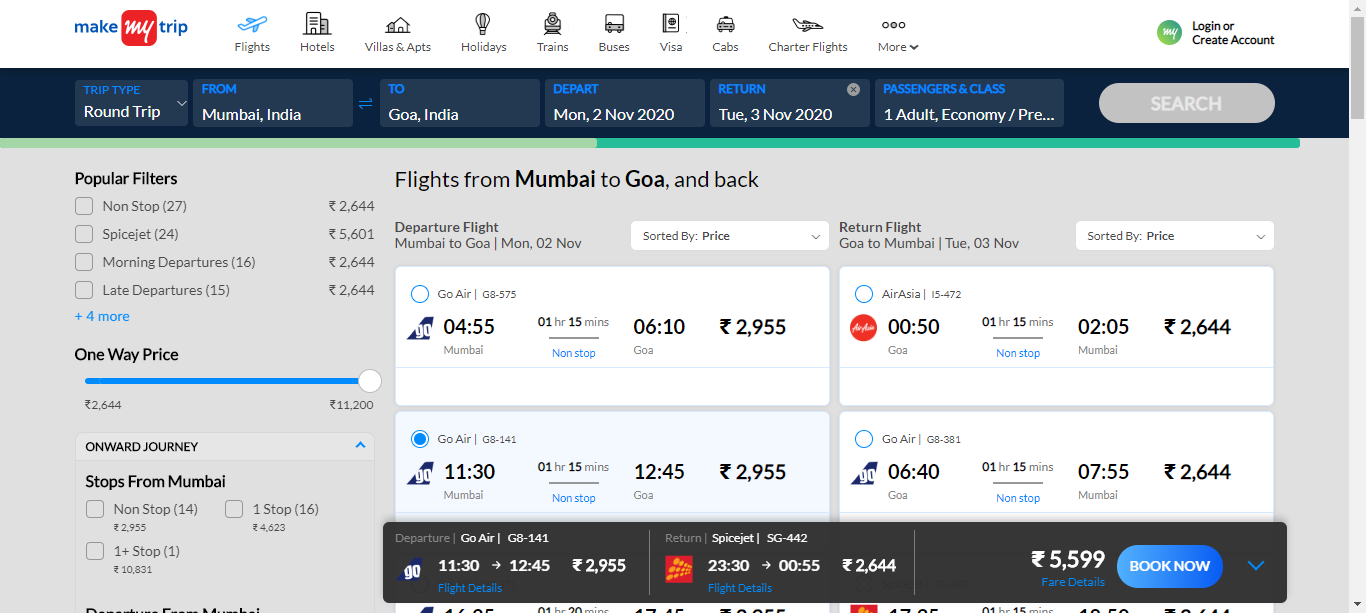 make my trip
Flights
Hotels
Villas & Apts
Holidays
Trains
Buses
Visa
Cabs
Charter Flights
More
my
Login or
Create Account
TRIP TYPE
Round Trip
FROM
Mumbai, India
TO
Goa, India
DEPART
Mon, 2 Nov 2020
RETURN
Tue, 3 Nov 2020
PASSENGERS & CLASS
1 Adult, Economy / Pre...
SEARCH
Popular Filters
Non Stop (27) ₹ 2,644
Spicejet (24) ₹ 5,601
Morning Departures (16) ₹ 2,644
Late Departures (15) ₹ 2,644
+ 4 more
One Way Price
₹2,644 ₹11,200
ONWARD JOURNEY
Stops From Mumbai
Non Stop (14) 1 Stop (16)
₹ 2,955 ₹ 4,623
1+ Stop (1)
₹ 10,831
Departure From Mumbai
Flights from Mumbai to Goa, and back
Departure Flight
Mumbai to Goa | Mon, 02 Nov
Sorted By: Price
Go Air | G8-575
go
04:55 01 hr 15 mins 06:10 ₹ 2,955
Mumbai Non stop Goa
Go Air | G8-141
go
11:30 01 hr 15 mins 12:45 ₹ 2,955
Mumbai Non stop Goa
Return Flight
Goa to Mumbai | Tue, 03 Nov
Sorted By: Price
AirAsia | I5-472
AirAsia
00:50 01 hr 15 mins 02:05 ₹ 2,644
Goa Non stop Mumbai
Go Air | G8-381
go
06:40 01 hr 15 mins 07:55 ₹ 2,644
Goa Non stop Mumbai
Departure | Go Air | G8-141
go
11:30 → 12:45 ₹ 2,955
Flight Details
Return | Spicejet | SG-442
23:30 → 00:55 ₹ 2,644
Flight Details
₹ 5,599
Fare Details
BOOK NOW